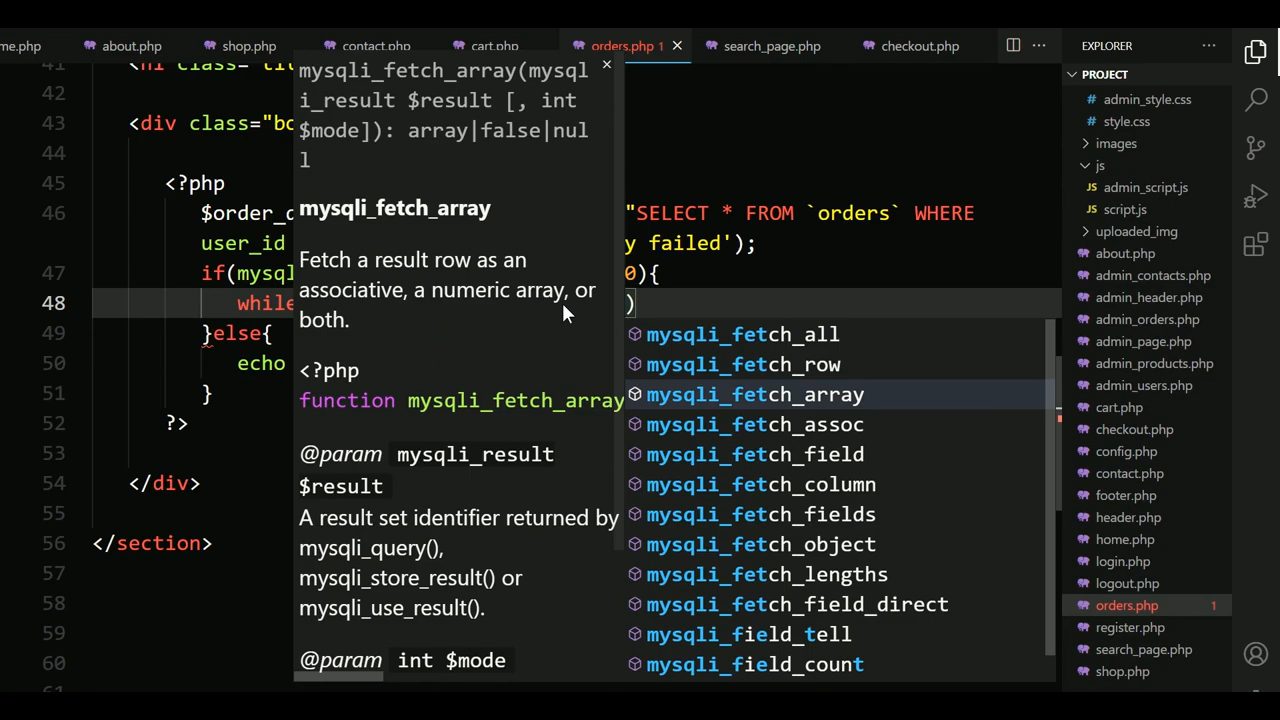 me.php about.php shop.php contact.php cart.php orders.php 1 search_page.php checkout.php
EXPLORER
PROJECT
admin_style.css
style.css
images
js
admin_script.js
script.js
uploaded_img
about.php
admin_contacts.php
admin_header.php
admin_orders.php
admin_page.php
admin_products.php
admin_users.php
cart.php
checkout.php
config.php
contact.php
footer.php
header.php
home.php
login.php
logout.php
orders.php 1
register.php
search_page.php
shop.php
41
42
43 <div class="bo
44
45 <?php
46 $order_ "SELECT * FROM `orders` WHERE
user_id y failed');
47 if(mysql 0){
48 while )
49 }else{
50 echo
51 }
52 ?>
53
54 </div>
55
56 </section>
57
58
59
60
61
mysqli_fetch_array(mysql
i_result $result [, int
$mode]): array|false|nul
l
mysqli_fetch_array
Fetch a result row as an
associative, a numeric array, or
both.
<?php
function mysqli_fetch_array
@param mysqli_result
$result
A result set identifier returned by
mysqli_query(),
mysqli_store_result() or
mysqli_use_result().
@param int $mode
mysqli_fetch_all
mysqli_fetch_row
mysqli_fetch_array
mysqli_fetch_assoc
mysqli_fetch_field
mysqli_fetch_column
mysqli_fetch_fields
mysqli_fetch_object
mysqli_fetch_lengths
mysqli_fetch_field_direct
mysqli_field_tell
mysqli_field_count